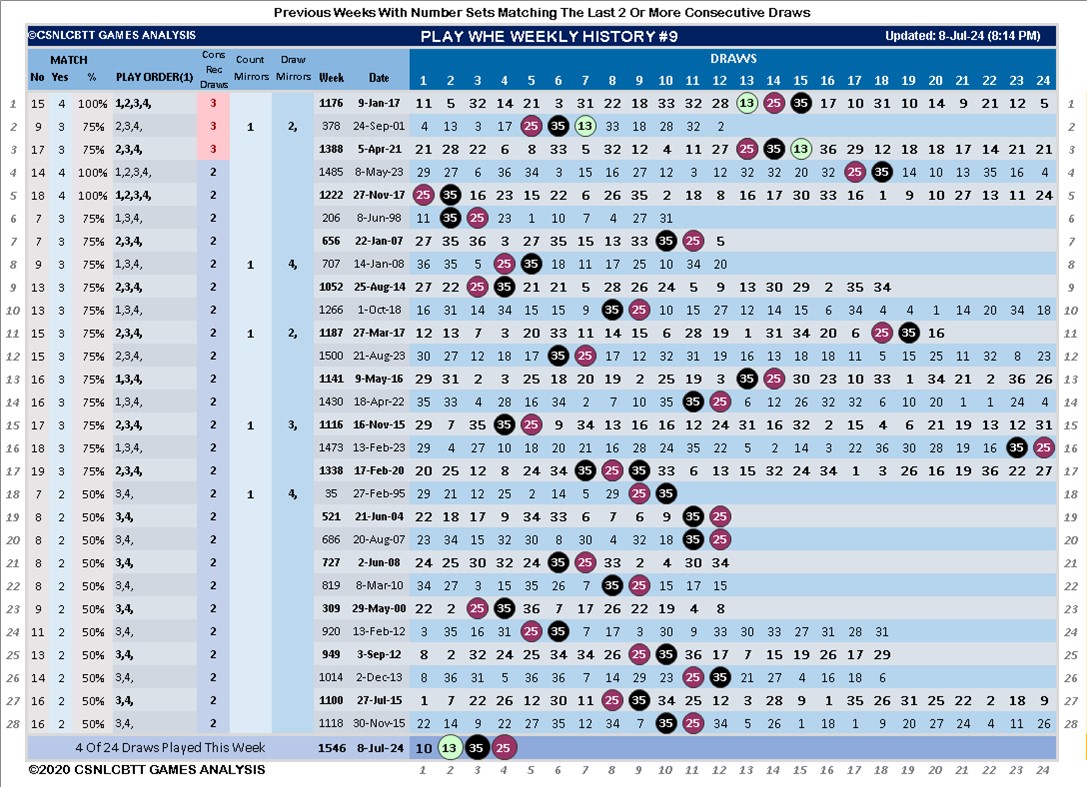 Previous Weeks With Number Sets Matching The Last 2 Or More Consecutive Draws
©CSNLCBTT GAMES ANALYSIS PLAY WHE WEEKLY HISTORY #9 Updated: 8-Jul-24 (8:14 PM)
MATCH Cons Count Draw DRAWS
No Yes % PLAY ORDER(1) Rec Draws Mirrors Mirrors Week Date 1 2 3 4 5 6 7 8 9 10 11 12 13 14 15 16 17 18 19 20 21 22 23 24
1 15 4 100% 1,2,3,4, 3 1176 9-Jan-17 11 5 32 14 21 3 31 22 18 33 32 28 13 25 35 17 10 31 10 14 9 21 12 5 1
2 9 3 75% 2,3,4, 3 1 2, 378 24-Sep-01 4 13 3 17 25 35 13 33 18 28 32 2 2
3 17 3 75% 2,3,4, 3 1388 5-Apr-21 21 28 22 6 8 33 5 32 12 4 11 27 25 35 13 36 29 12 18 18 17 14 21 21 3
4 14 4 100% 1,2,3,4, 2 1485 8-May-23 29 27 6 36 34 3 15 16 27 12 3 12 32 32 20 32 25 35 14 10 13 35 16 4 4
5 18 4 100% 1,2,3,4, 2 1222 27-Nov-17 25 35 16 23 15 22 6 26 35 2 18 8 16 17 30 33 16 1 9 10 27 13 11 24 5
6 7 3 75% 1,3,4, 2 206 8-Jun-98 11 35 25 23 1 10 7 4 27 31 6
7 7 3 75% 2,3,4, 2 656 22-Jan-07 27 35 36 3 27 35 15 13 33 35 25 5 7
8 9 3 75% 1,3,4, 2 1 4, 707 14-Jan-08 36 35 5 25 35 18 11 17 25 10 34 20 8
9 13 3 75% 2,3,4, 2 1052 25-Aug-14 27 22 25 35 21 21 5 28 26 24 5 9 13 30 29 2 35 34 9
10 13 3 75% 1,3,4, 2 1266 1-Oct-18 16 31 14 34 15 15 9 35 25 10 15 27 12 14 15 6 34 4 4 1 14 20 34 18 10
11 15 3 75% 2,3,4, 2 1 2, 1187 27-Mar-17 12 13 7 3 20 33 11 14 15 6 28 19 1 31 34 20 6 25 35 16 11
12 15 3 75% 2,3,4, 2 1500 21-Aug-23 30 27 12 18 17 35 25 17 12 32 31 19 16 13 18 18 11 5 15 25 11 32 8 23 12
13 16 3 75% 1,3,4, 2 1141 9-May-16 29 31 2 25 18 20 19 2 25 19 3 35 25 30 23 10 33 1 34 21 2 36 26 13
14 16 3 75% 1,3,4, 2 1430 18-Apr-22 35 33 4 28 16 34 2 7 10 35 35 25 6 12 26 32 4 6 10 20 1 1 24 4 14
15 17 3 75% 2,3,4, 2 1 3, 1116 16-Nov-15 29 7 35 35 25 9 34 13 16 16 12 24 31 16 32 2 15 4 6 21 19 13 12 31 15
16 18 3 75% 1,3,4, 2 1473 13-Feb-23 29 4 27 10 18 20 21 16 28 24 35 25 2 14 3 22 36 30 28 19 16 35 25 16
17 19 3 75% 2,3,4, 2 1338 17-Feb-20 20 25 12 8 24 34 35 25 35 33 6 13 15 32 24 34 1 3 26 16 19 36 22 27 17
18 7 2 50% 3,4, 2 1 4, 35 27-Feb-95 29 21 12 25 2 14 5 29 25 35 18
19 8 2 50% 3,4, 2 521 21-Jun-04 22 18 17 9 34 33 6 7 6 9 35 25 19
20 8 2 50% 3,4, 2 686 20-Aug-07 23 34 15 32 30 8 30 4 32 18 35 25 20
21 8 2 50% 3,4, 2 727 2-Jun-08 24 25 30 32 24 35 25 33 2 4 30 34 21
22 8 2 50% 3,4, 2 819 8-Mar-10 34 27 3 15 35 26 7 35 25 15 17 15 22
23 9 2 50% 3,4, 2 309 29-May-00 22 2 25 35 36 7 17 26 22 19 4 8 23
24 11 2 50% 3,4, 2 920 13-Feb-12 3 35 16 31 25 35 7 17 3 30 9 33 30 33 27 31 28 31 24
25 13 2 50% 3,4, 2 949 3-Sep-12 8 2 32 24 25 34 34 26 25 35 36 17 7 15 19 26 17 29 25
26 14 2 50% 3,4, 2 1014 2-Dec-13 8 36 31 5 36 36 7 14 29 23 25 35 21 27 4 16 18 6 26
27 16 2 50% 3,4, 2 1100 27-Jul-15 1 7 22 26 12 30 11 25 35 34 25 12 3 28 9 1 35 26 31 25 22 2 18 9 27
28 16 2 50% 3,4, 2 1118 30-Nov-15 22 14 9 22 35 12 34 7 35 25 34 5 26 1 18 1 9 20 27 24 4 11 26 28
4 Of 24 Draws Played This Week 1546 8-Jul-24 10 13 35 25
©2020 CSNLCBTT GAMES ANALYSIS 1 2 3 4 5 6 7 8 9 10 11 12 13 14 15 16 17 18 19 20 21 22 23 24